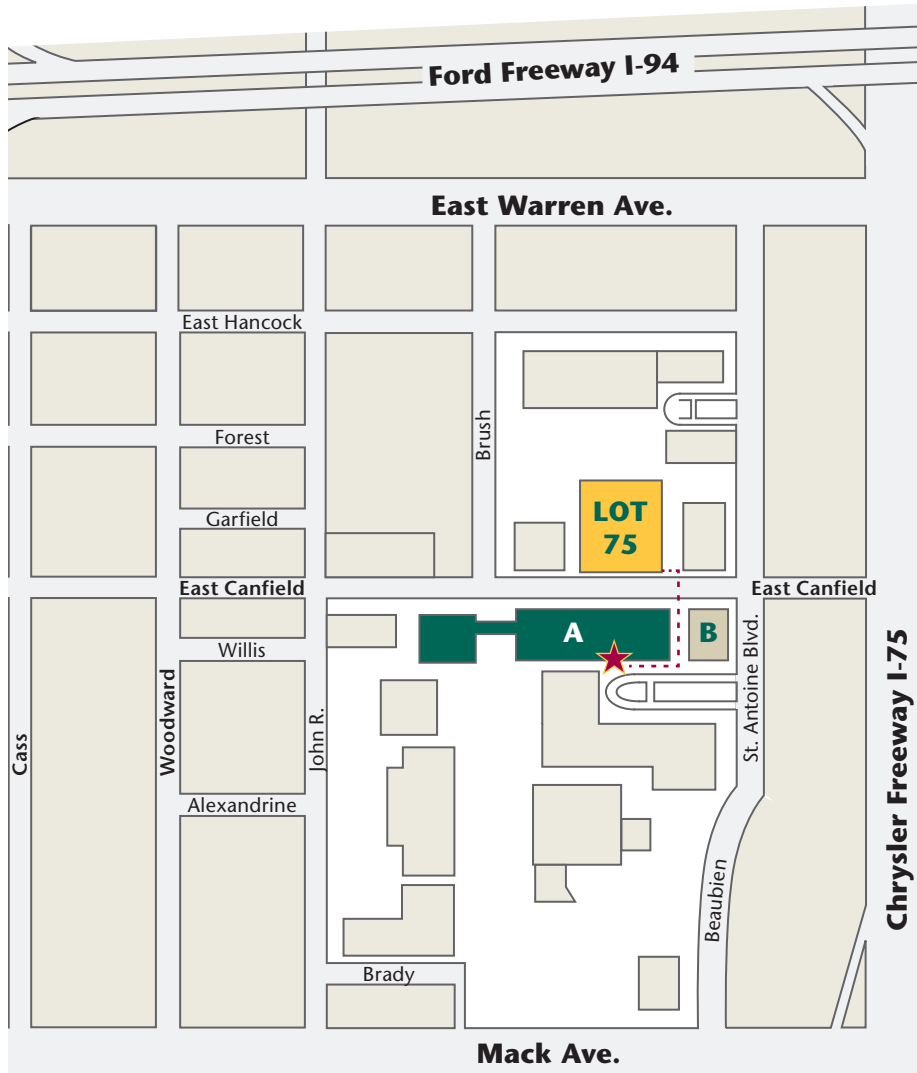 Ford Freeway I-94
East Warren Ave.
East Hancock
Forest
Brush
Garfield
LOT
75
East Canfield
East Canfield
Willis
A
B
St. Antoine Blvd.
Cass
Woodward
John R.
Chrysler Freeway I-75
Alexandrine
Beaubien
Brady
Mack Ave.